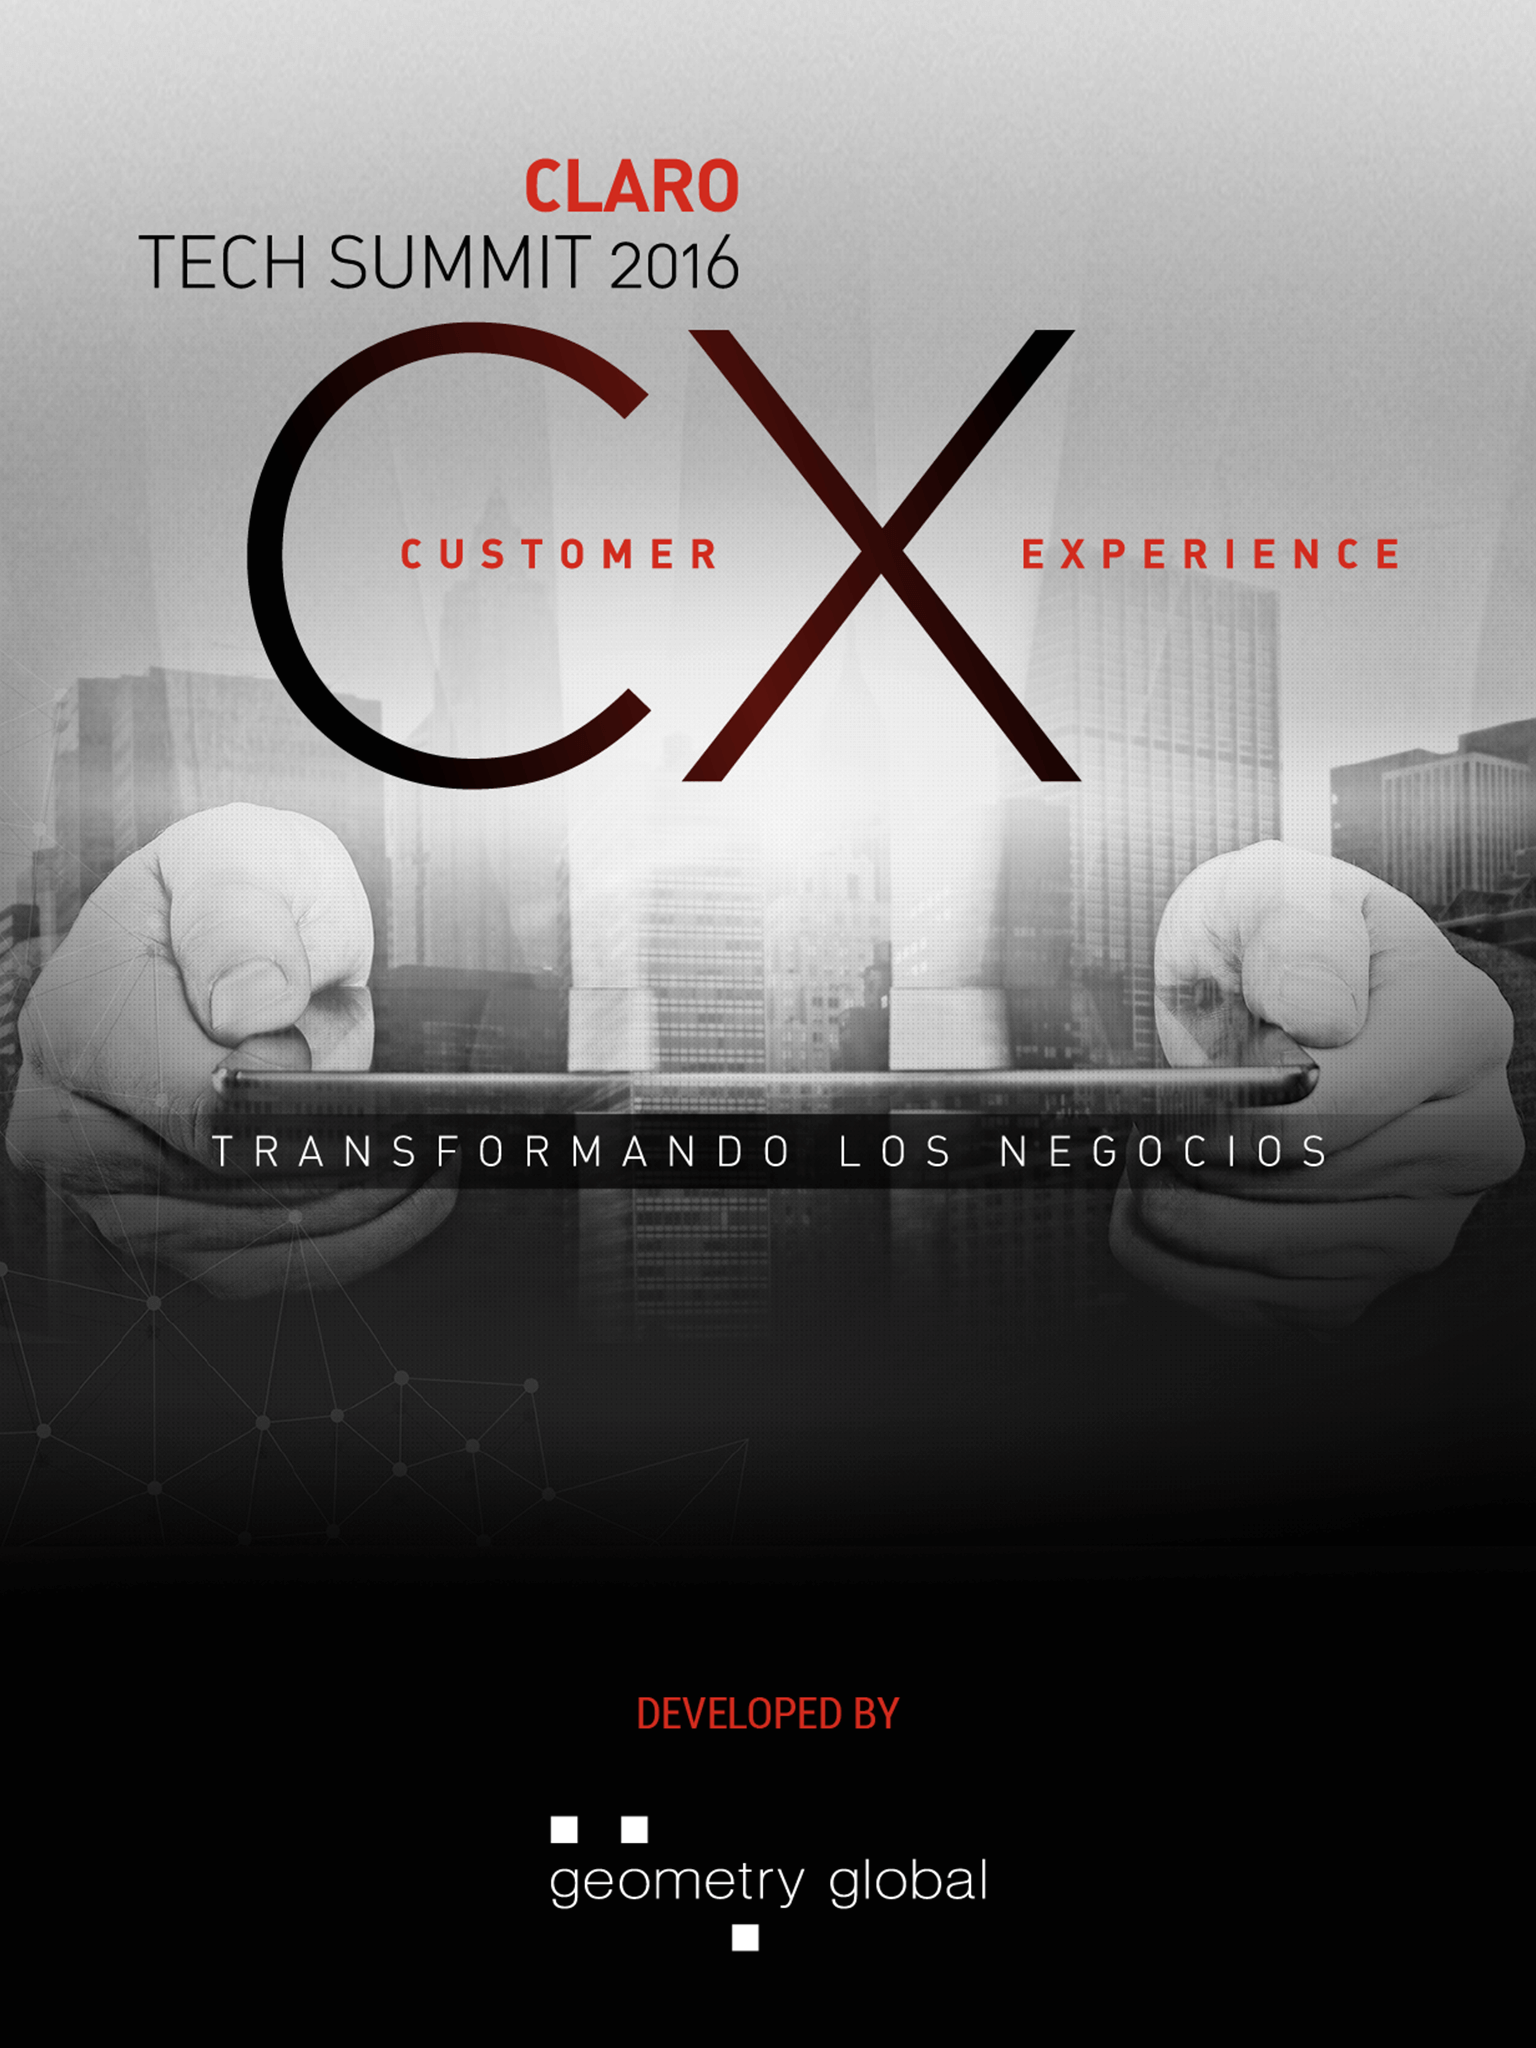 CLARO
TECH SUMMIT 2016
CX
CUSTOMER EXPERIENCE
TRANSFORMANDO LOS NEGOCIOS
DEVELOPED BY
geometry global